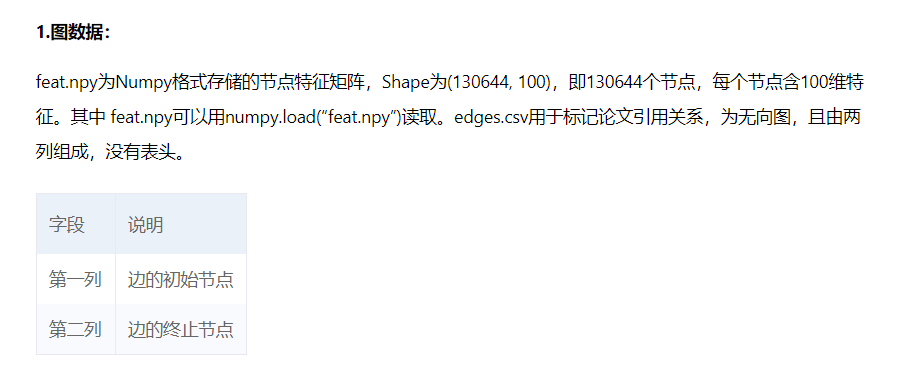 1.图数据：
feat.npy为Numpy格式存储的节点特征矩阵，Shape为(130644, 100)，即130644个节点，每个节点含100维特
征。其中 feat.npy可以用numpy.load(“feat.npy”)读取。edges.csv用于标记论文引用关系，为无向图，且由两
列组成，没有表头。
字段 说明
第一列 边的初始节点
第二列 边的终止节点